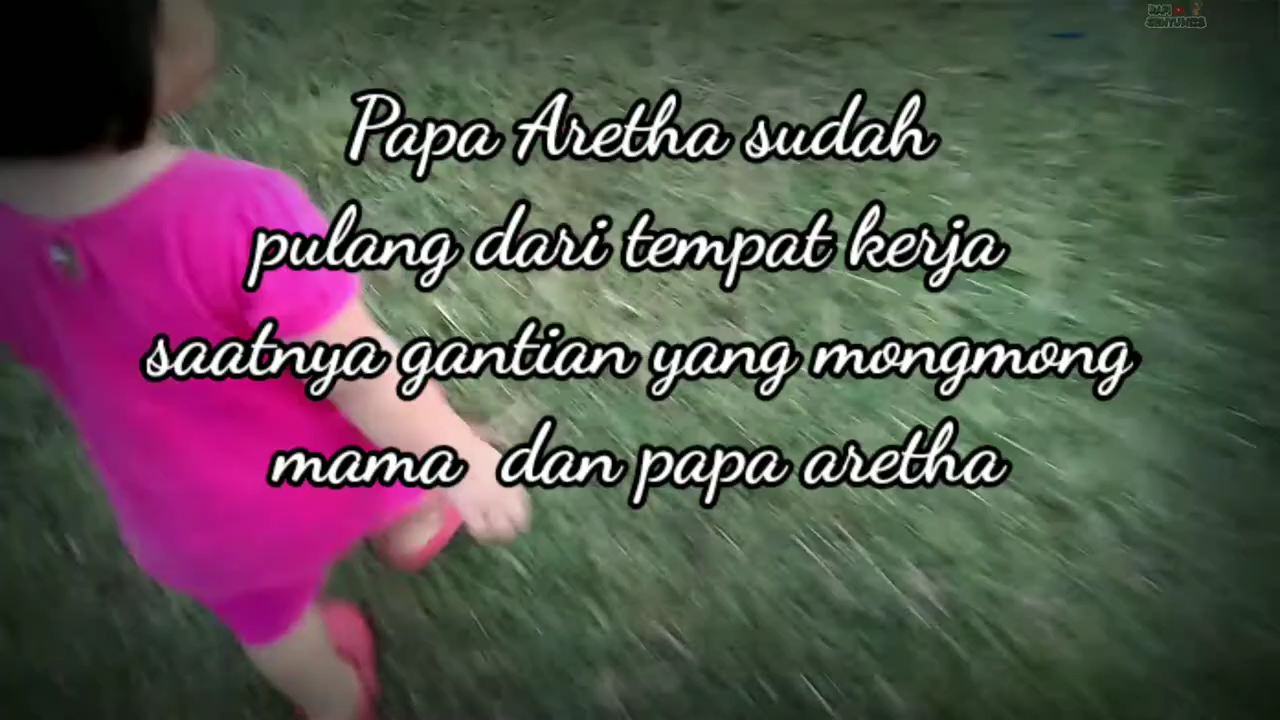 Papa Aretha sudah
pulang dari tempat kerja
saatnya gantian yang mongmong
mama dan papa aretha